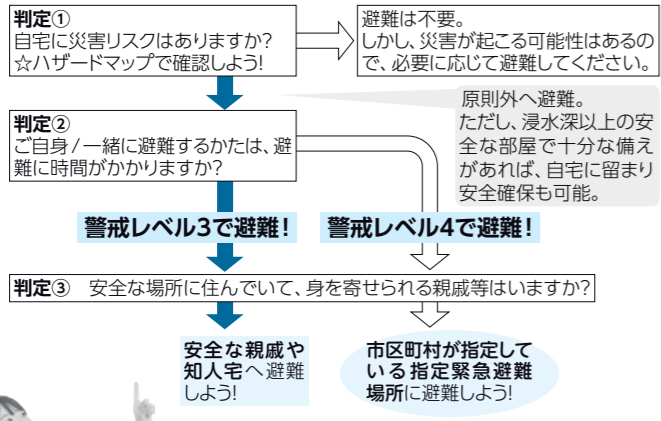 判定①
自宅に災害リスクはありますか?
☆ハザードマップで確認しよう!
避難は不要。
しかし、災害が起こる可能性はあるの
で、必要に応じて避難してください。
原則外へ避難。
ただし、浸水深以上の安
全な部屋で十分な備え
があれば、自宅に留まり
安全確保も可能。
判定②
ご自身/一緒に避難するかたは、避
難に時間がかかりますか?
警戒レベル3で避難!
警戒レベル4で避難!
判定③ 安全な場所に住んでいて、身を寄せられる親戚等はいますか?
安全な親戚や
知人宅へ避難
しよう!
市区町村が指定して
いる指定緊急避難
場所に避難しよう!